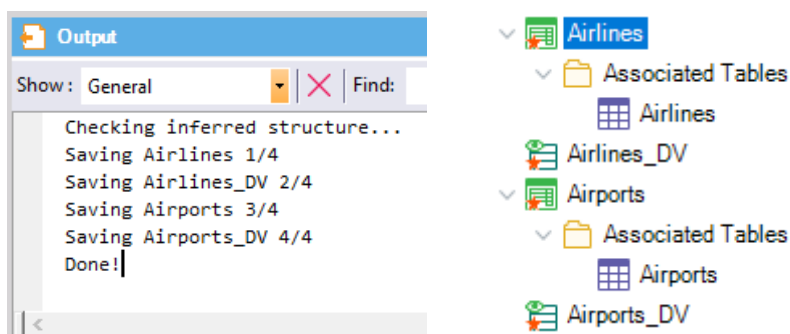 Output
Show: General Find:
Checking inferred structure...
Saving Airlines 1/4
Saving Airlines_DV 2/4
Saving Airports 3/4
Saving Airports_DV 4/4
Done!
Airlines
Associated Tables
Airlines
Airlines_DV
Airports
Associated Tables
Airports
Airports_DV